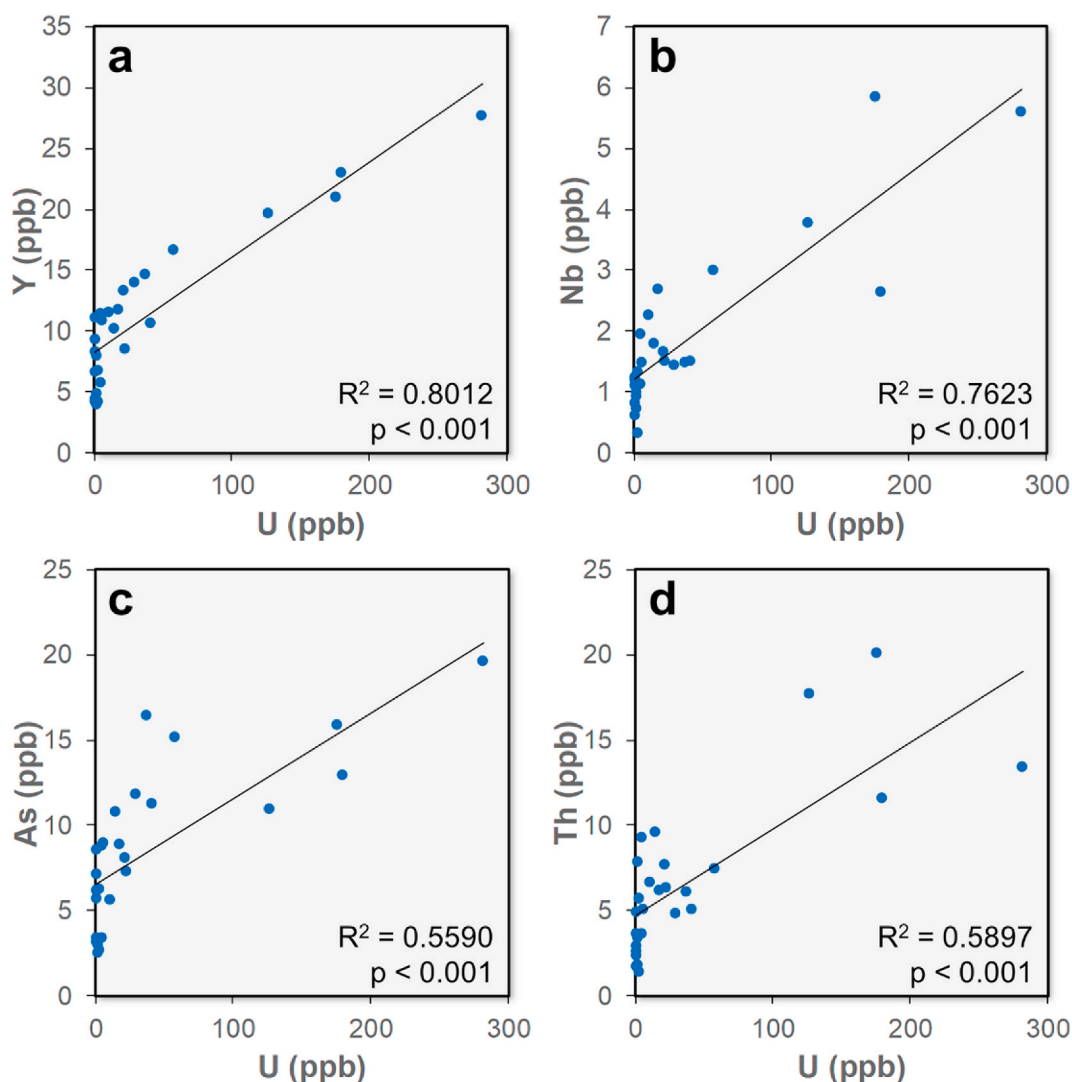 a
35
30
25
20
15
10
5
0
Y (ppb)
R² = 0.8012
p < 0.001
0 100 200 300
U (ppb)
b
7
6
5
4
3
2
1
0
Nb (ppb)
R² = 0.7623
p < 0.001
0 100 200 300
U (ppb)
c
25
20
15
10
5
0
As (ppb)
R² = 0.5590
p < 0.001
0 100 200 300
U (ppb)
d
25
20
15
10
5
0
Th (ppb)
R² = 0.5897
p < 0.001
0 100 200 300
U (ppb)